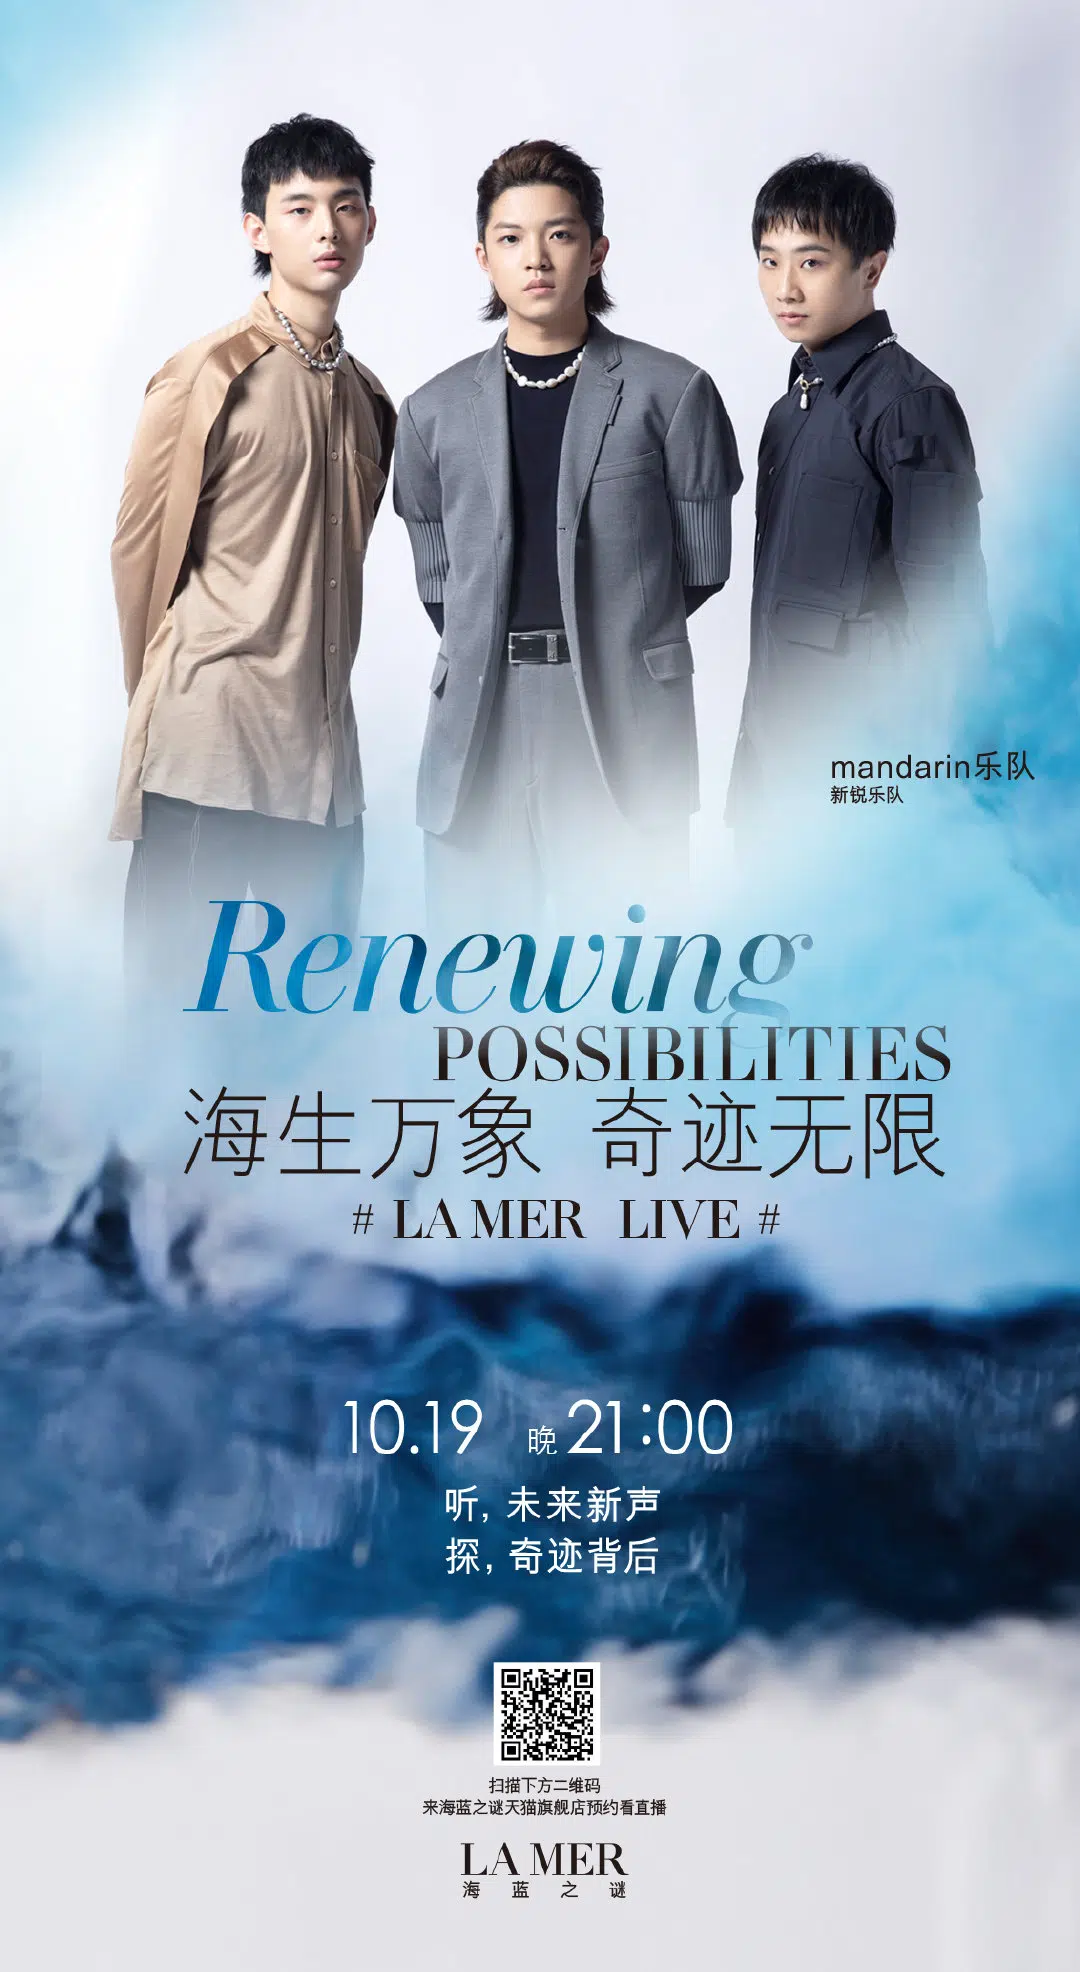 mandarin乐队
新锐乐队
Renewing
POSSIBILITIES
海生万象 奇迹无限
# LA MER LIVE #
10.19 晚 21:00
听, 未来新声
探, 奇迹背后
扫描下方二维码
来海蓝之谜天猫旗舰店预约看直播
LA MER
海蓝之谜